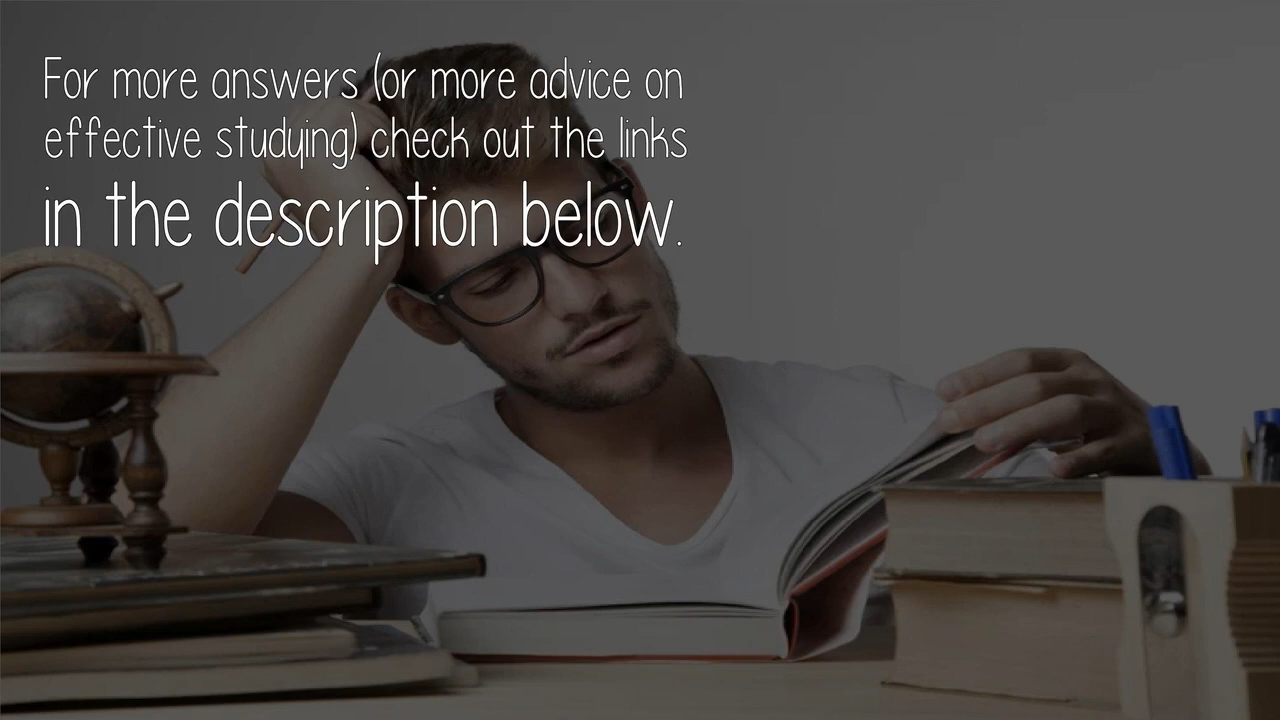 For more answers (or more advice on
effective studying) check out the links
in the description below.